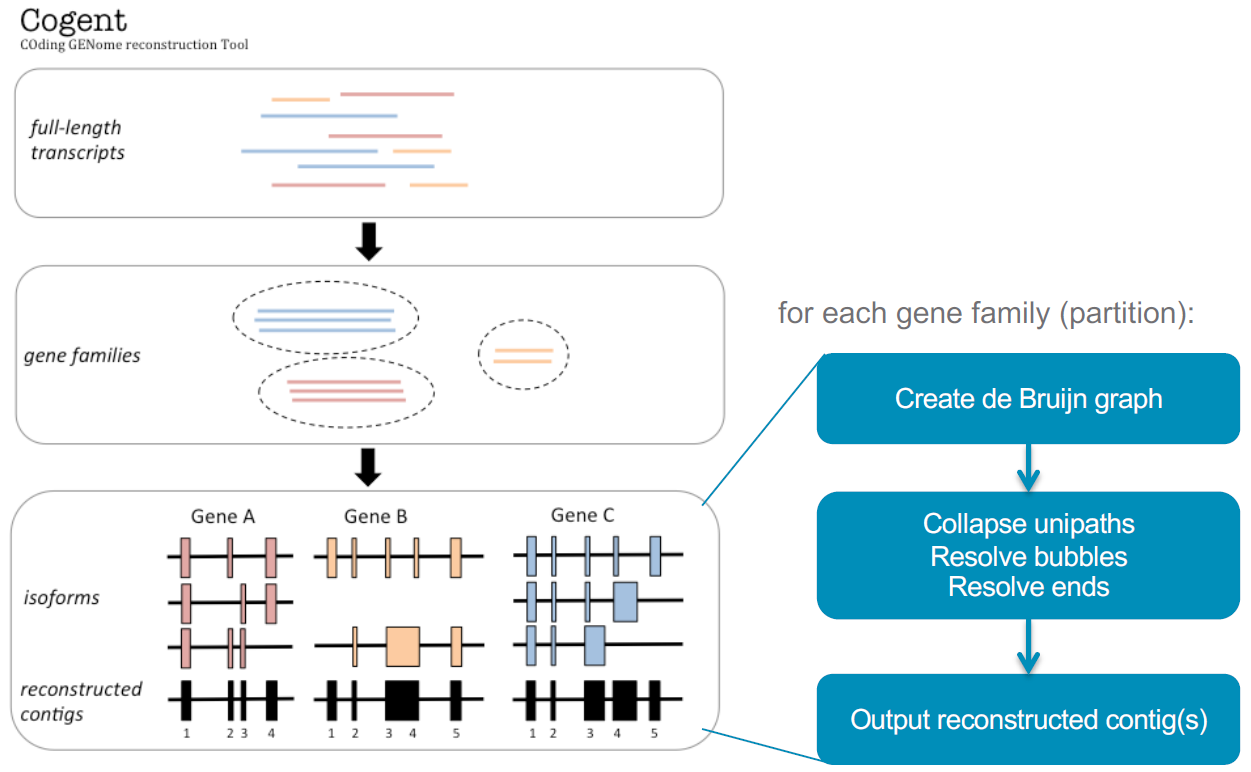 Cogent
COding GENome reconstruction Tool
full-length
transcripts
gene families
for each gene family (partition):
Create de Bruijn graph
Collapse unipaths
Resolve bubbles
Resolve ends
Output reconstructed contig(s)
Gene A Gene B Gene C
isoforms
reconstructed
contigs
1 2 3 4 1 2 3 4 5 1 2 3 4 5